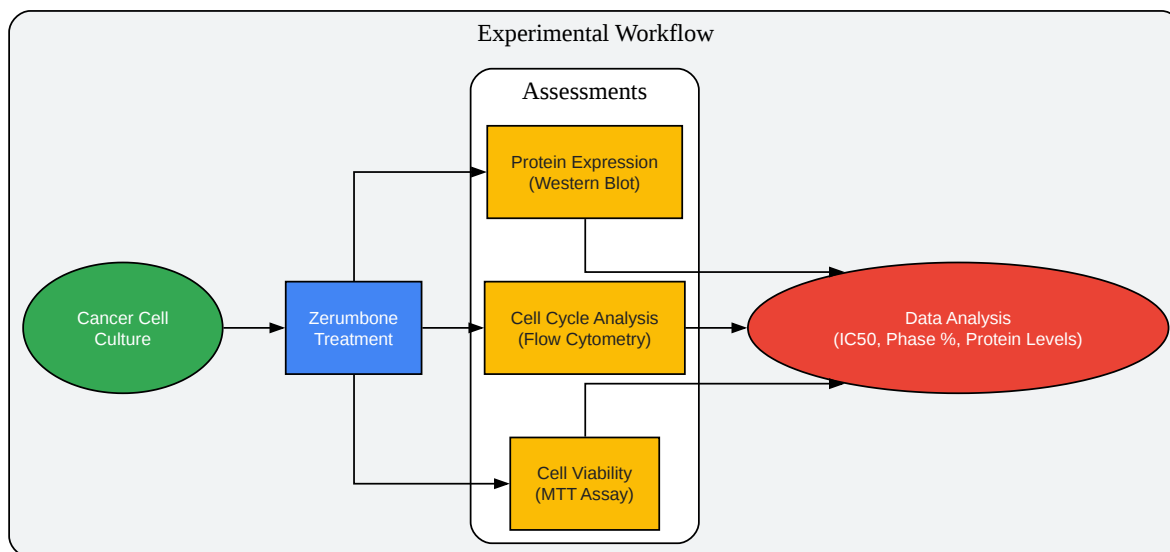 Experimental Workflow
Assessments
Protein Expression
(Western Blot)
Cancer Cell
Culture
Zerumbone
Treatment
Cell Cycle Analysis
(Flow Cytometry)
Data Analysis
(IC50, Phase %, Protein Levels)
Cell Viability
(MTT Assay)